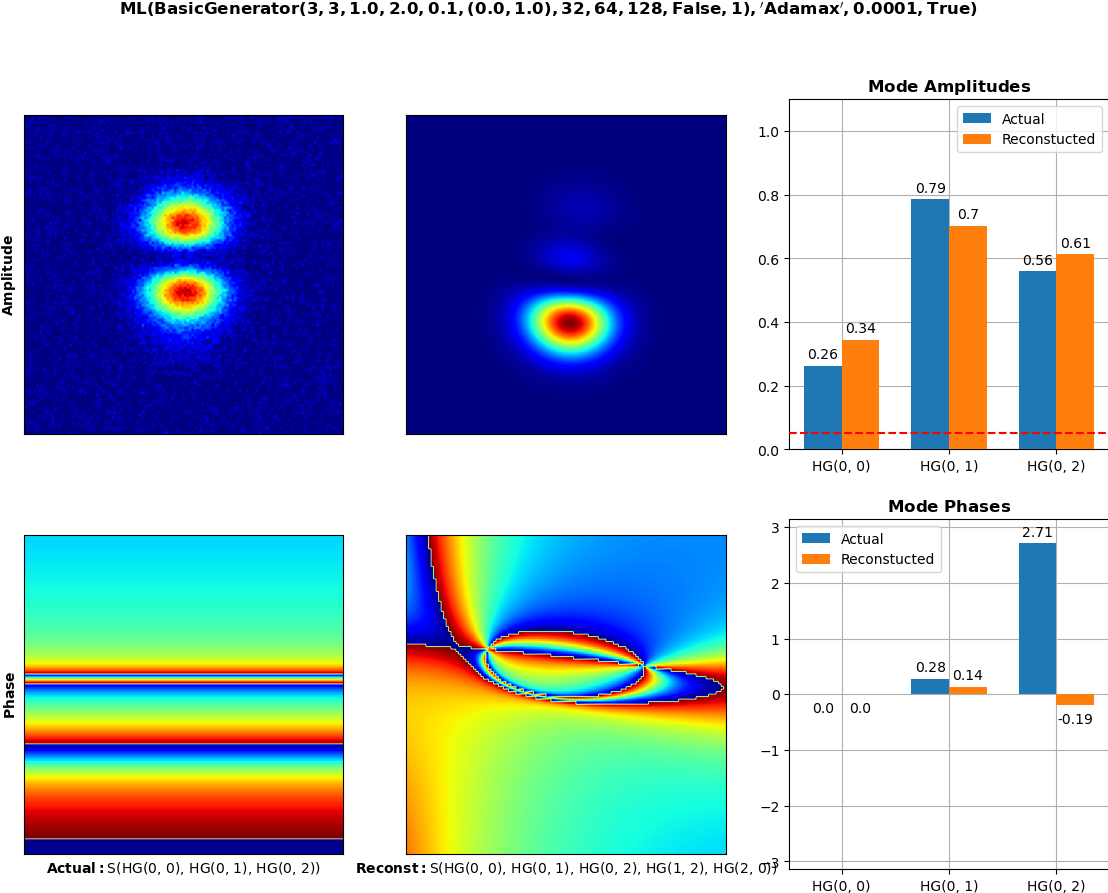 ML(BasicGenerator(3, 3, 1.0, 2.0, 0.1, (0.0, 1.0), 32, 64, 128, False, 1), ′Adamax′, 0.0001, True)
Amplitude
Mode Amplitudes
Actual
Reconstucted
1.0
0.8
0.6
0.4
0.2
0.0
0.26
0.34
0.79
0.7
0.56
0.61
HG(0, 0)
HG(0, 1)
HG(0, 2)
Phase
Mode Phases
Actual
Reconstucted
3
2
1
0
−1
−2
−3
0.0
0.0
0.28
0.14
2.71
-0.19
HG(0, 0)
HG(0, 1)
HG(0, 2)
Actual: S(HG(0, 0), HG(0, 1), HG(0, 2))
Reconst: S(HG(0, 0), HG(0, 1), HG(0, 2), HG(1, 2), HG(2, 0))